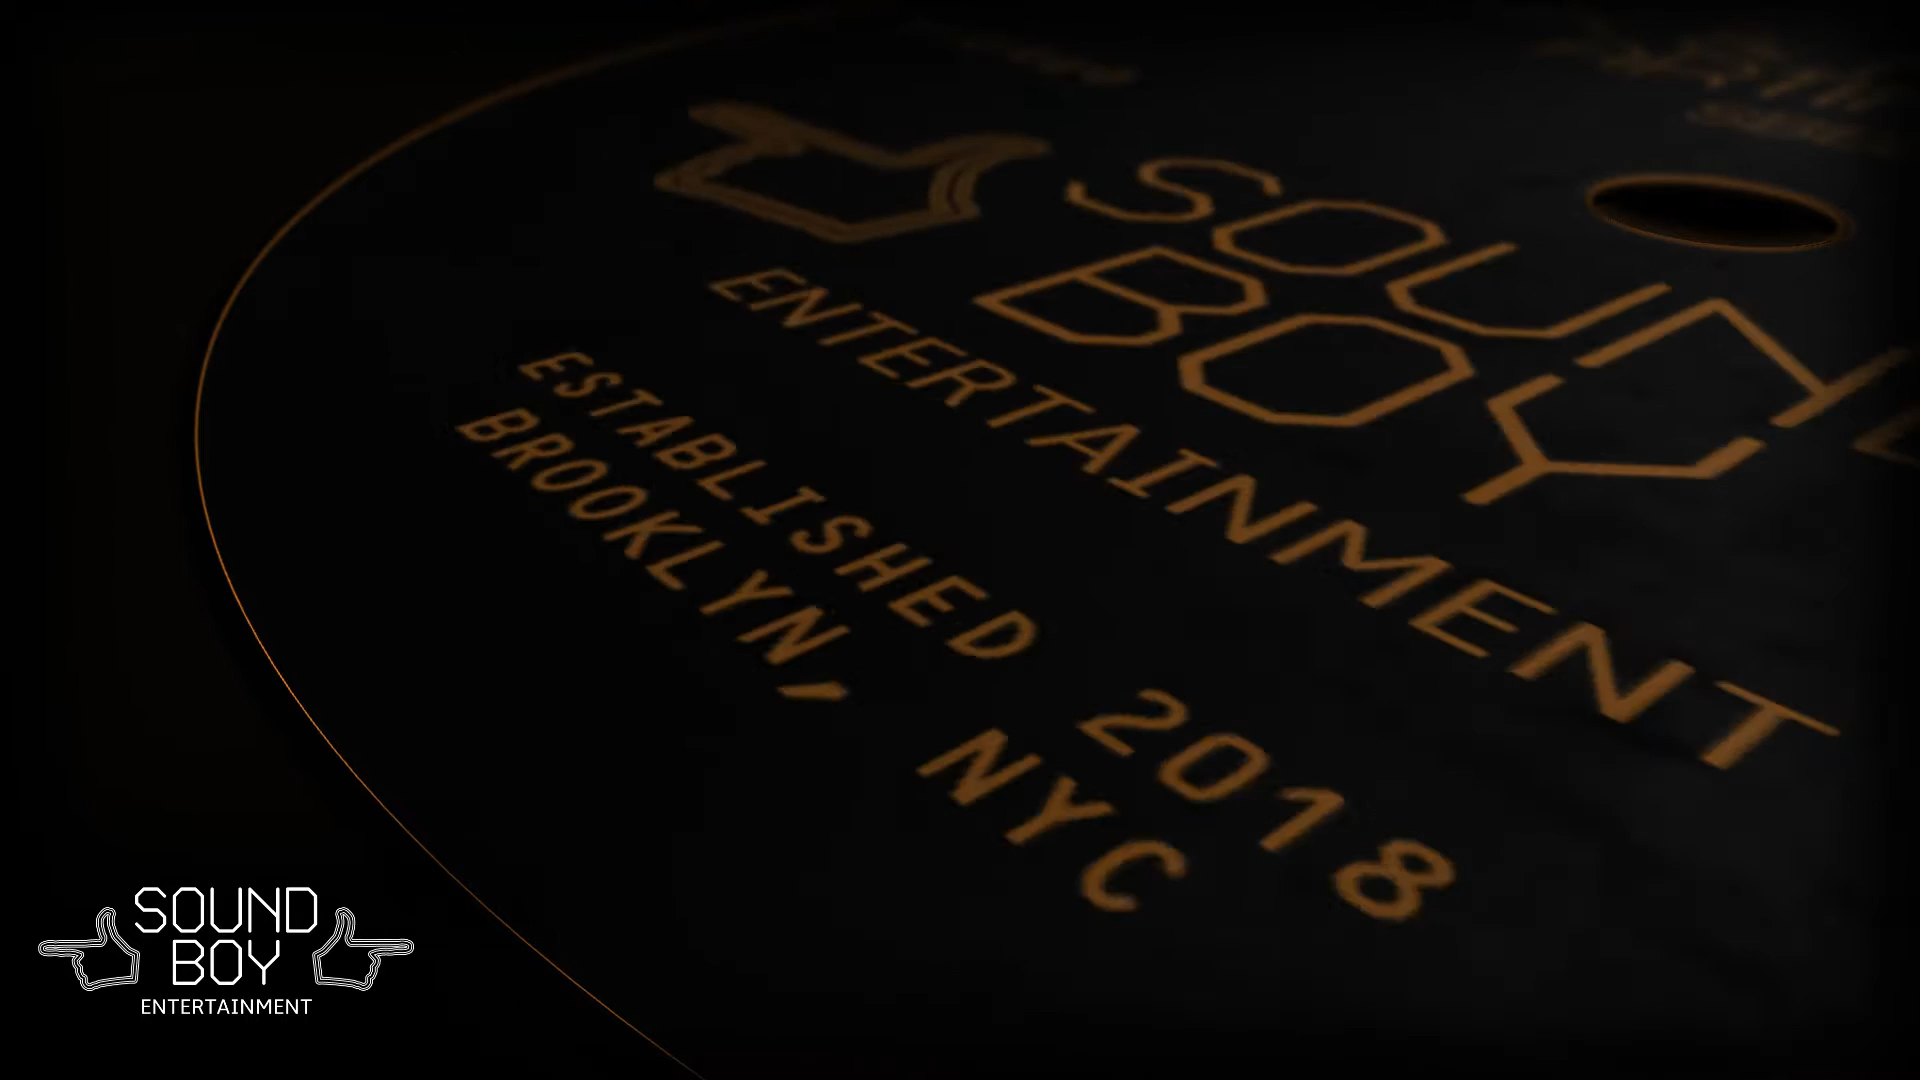 SOUND
BOY
ENTERTAINMENT
ESTABLISHED 2018
BROOKLYN, NYC
SOUND
BOY
ENTERTAINMENT